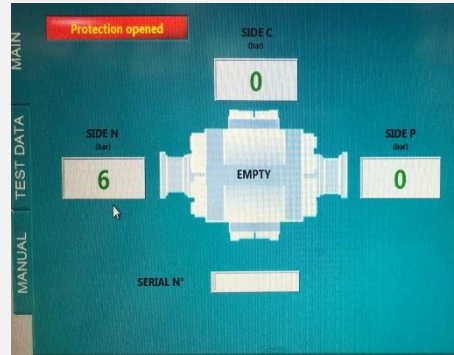 MAIN
TEST DATA
MANUAL
Protection opened
SIDE C
(bar)
0
SIDE N
(bar)
6
EMPTY
SIDE P
(bar)
0
SERIAL N°